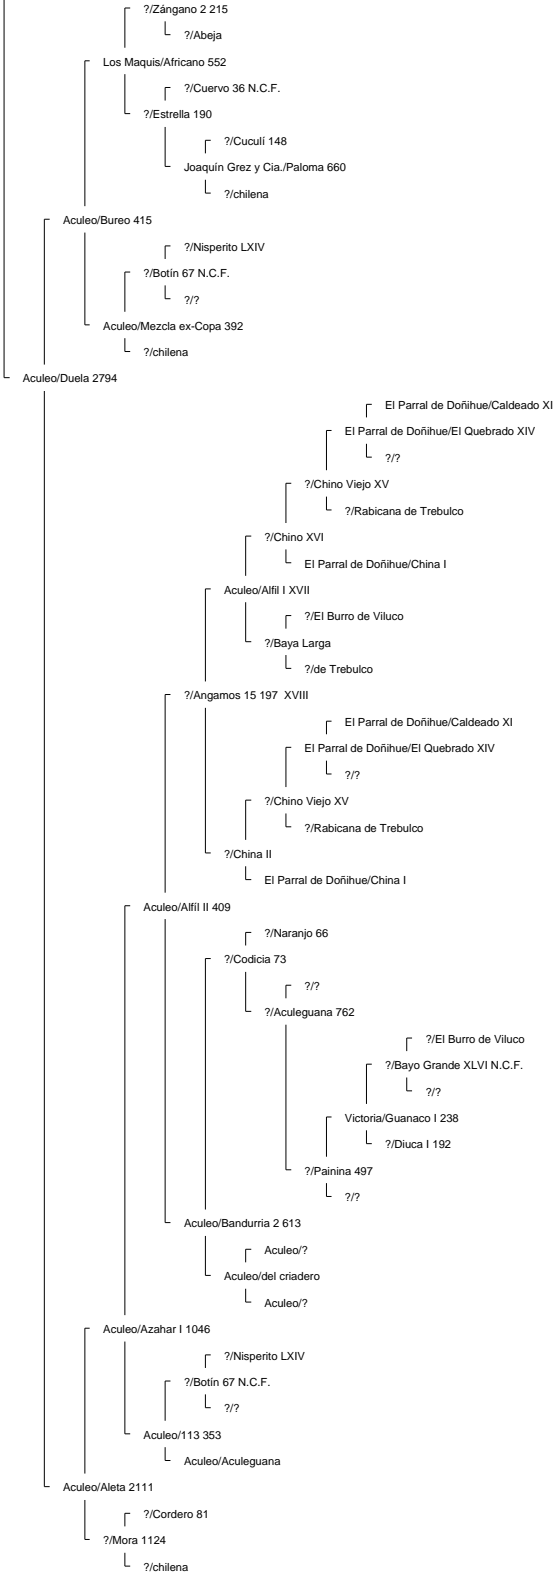 ?/Zángano 2 215
?/Abeja
Los Maquis/Africano 552
?/Cuervo 36 N.C.F.
?/Estrella 190
?/Cuculí 148
Joaquín Grez y Cia./Paloma 660
?/chilena
Aculeo/Bureo 415
?/Nisperito LXIV
?/Botín 67 N.C.F.
?/?
Aculeo/Mezcla ex-Copa 392
?/chilena
Aculeo/Duela 2794
El Parral de Doñihue/Caldeado XI
El Parral de Doñihue/El Quebrado XIV
?/?
?/Chino Viejo XV
?/Rabicana de Trebulco
?/Chino XVI
El Parral de Doñihue/China I
Aculeo/Alfil I XVII
?/El Burro de Viluco
?/Baya Larga
?/de Trebulco
?/Angamos 15 197 XVIII
El Parral de Doñihue/Caldeado XI
El Parral de Doñihue/El Quebrado XIV
?/?
?/Chino Viejo XV
?/Rabicana de Trebulco
?/China II
El Parral de Doñihue/China I
Aculeo/Alfíl II 409
?/Naranjo 66
?/Codicia 73
?/?
?/Aculeguana 762
?/El Burro de Viluco
?/Bayo Grande XLVI N.C.F.
?/?
Victoria/Guanaco I 238
?/Diuca I 192
?/Painina 497
?/?
Aculeo/Bandurria 2 613
Aculeo/?
Aculeo/del criadero
Aculeo/?
Aculeo/Azahar I 1046
?/Nisperito LXIV
?/Botín 67 N.C.F.
?/?
Aculeo/113 353
Aculeo/Aculeguana
Aculeo/Aleta 2111
?/Cordero 81
?/Mora 1124
?/chilena